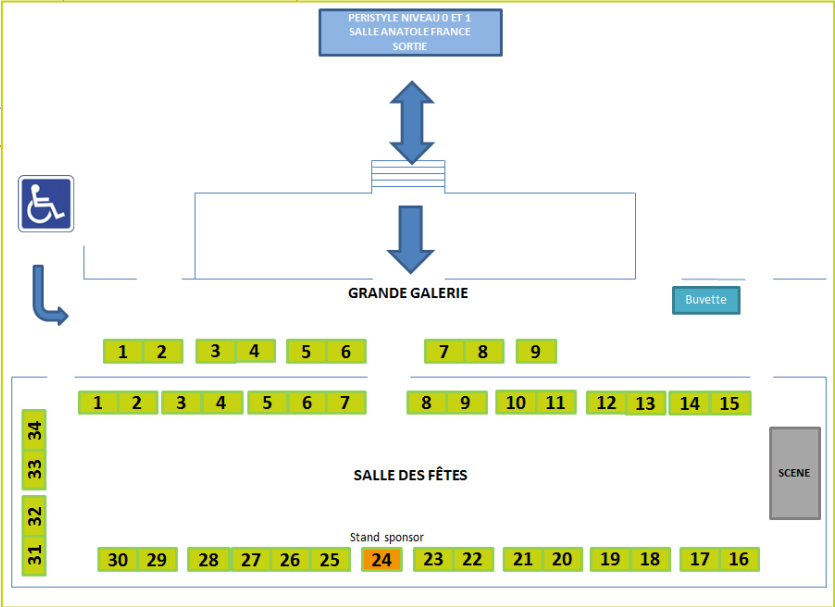 PERISTYLE NIVEAU 0 ET 1
SALLE ANATOLE FRANCE
SORTIE
GRANDE GALERIE
Buvette
1 2 3 4 5 6 7 8 9
1 2 3 4 5 6 7 8 9 10 11 12 13 14 15
34
33
32
31
SALLE DES FÊTES
SCENE
Stand sponsor
30 29 28 27 26 25 24 23 22 21 20 19 18 17 16